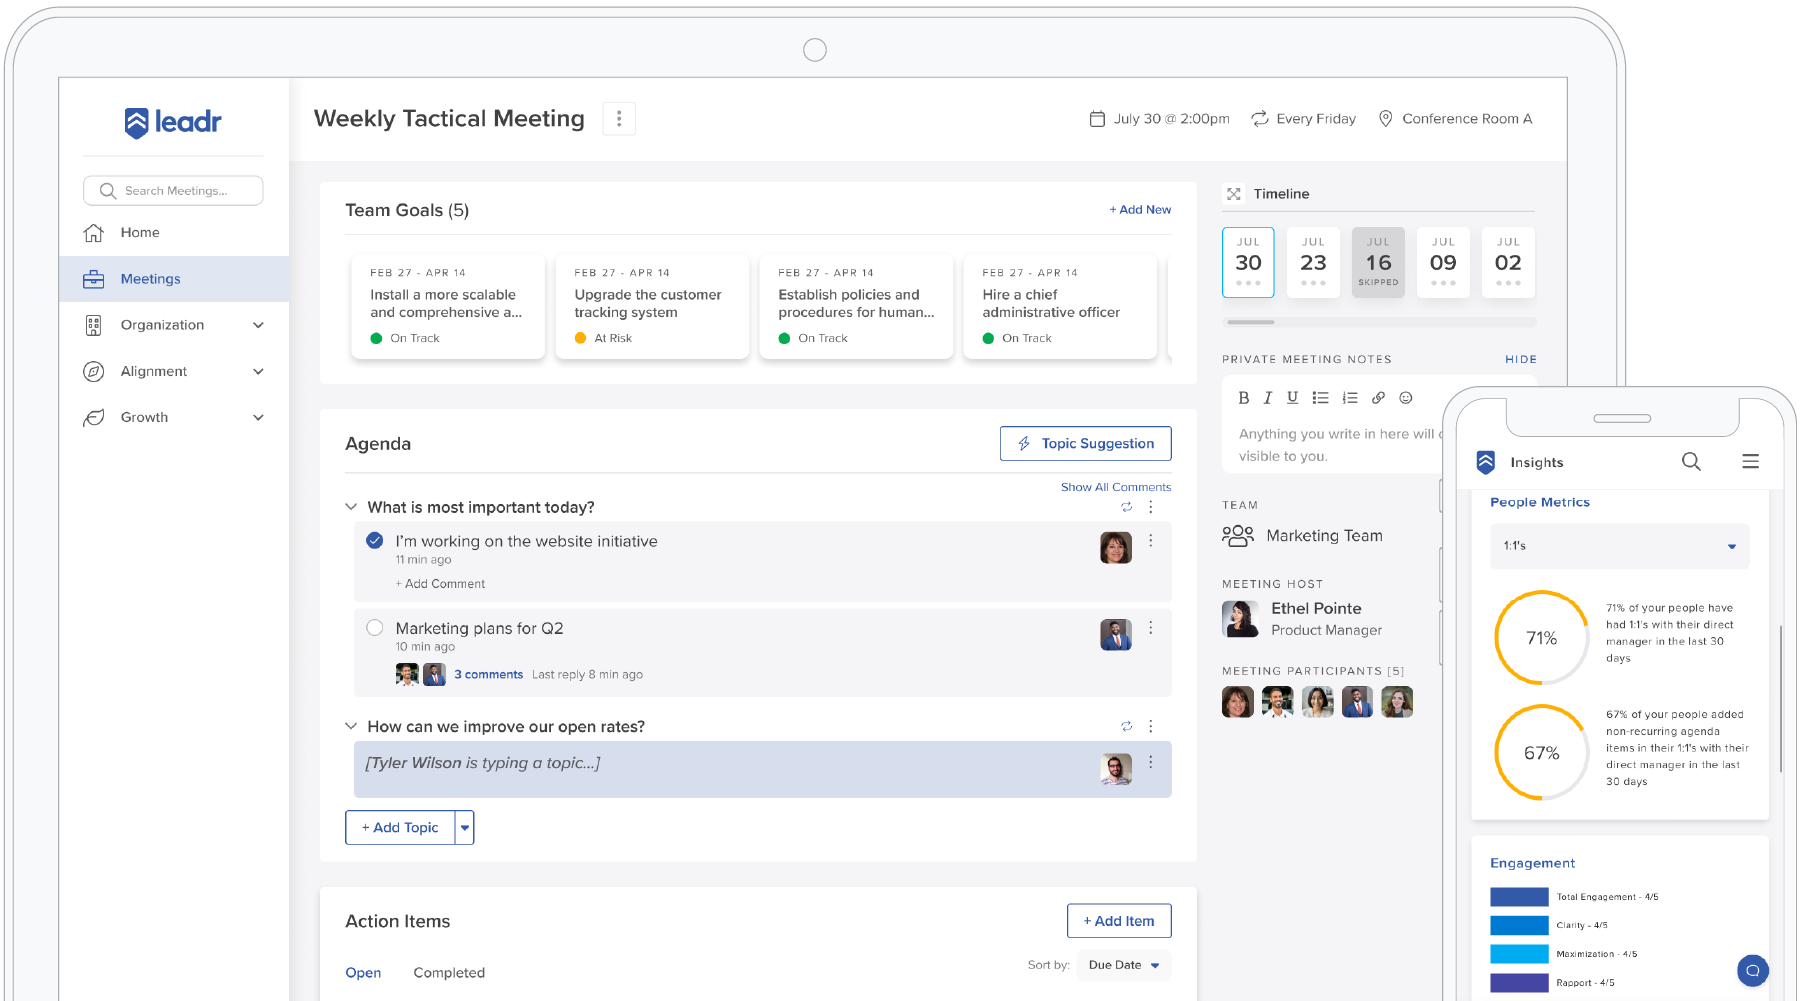 leadr
Search Meetings...
Home
Meetings
Organization
Alignment
Growth
Weekly Tactical Meeting
July 30 @ 2:00pm
Every Friday
Conference Room A
Team Goals (5)
+ Add New
FEB 27 - APR 14
Install a more scalable
and comprehensive a...
On Track
FEB 27 - APR 14
Upgrade the customer
tracking system
At Risk
FEB 27 - APR 14
Establish policies and
procedures for human...
On Track
FEB 27 - APR 14
Hire a chief
administrative officer
On Track
Agenda
Topic Suggestion
Show All Comments
What is most important today?
I'm working on the website initiative
11 min ago
+ Add Comment
Marketing plans for Q2
10 min ago
3 comments Last reply 8 min ago
How can we improve our open rates?
[Tyler Wilson is typing a topic...]
+ Add Topic
Action Items
+ Add Item
Open
Completed
Sort by:
Due Date
Timeline
JUL
30
JUL
23
JUL
16
SKIPPED
JUL
09
JUL
02
PRIVATE MEETING NOTES
HIDE
B I U
Anything you write in here will
visible to you.
TEAM
Marketing Team
MEETING HOST
Ethel Pointe
Product Manager
MEETING PARTICIPANTS [5]
Insights
People Metrics
1:1's
71%
71% of your people have
had 1:1's with their direct
manager in the last 30
days
67%
67% of your people added
non-recurring agenda
items in their 1:1's with their
direct manager in the last
30 days
Engagement
Total Engagement - 4/5
Clarity - 4/5
Maximization - 4/5
Rapport - 4/5